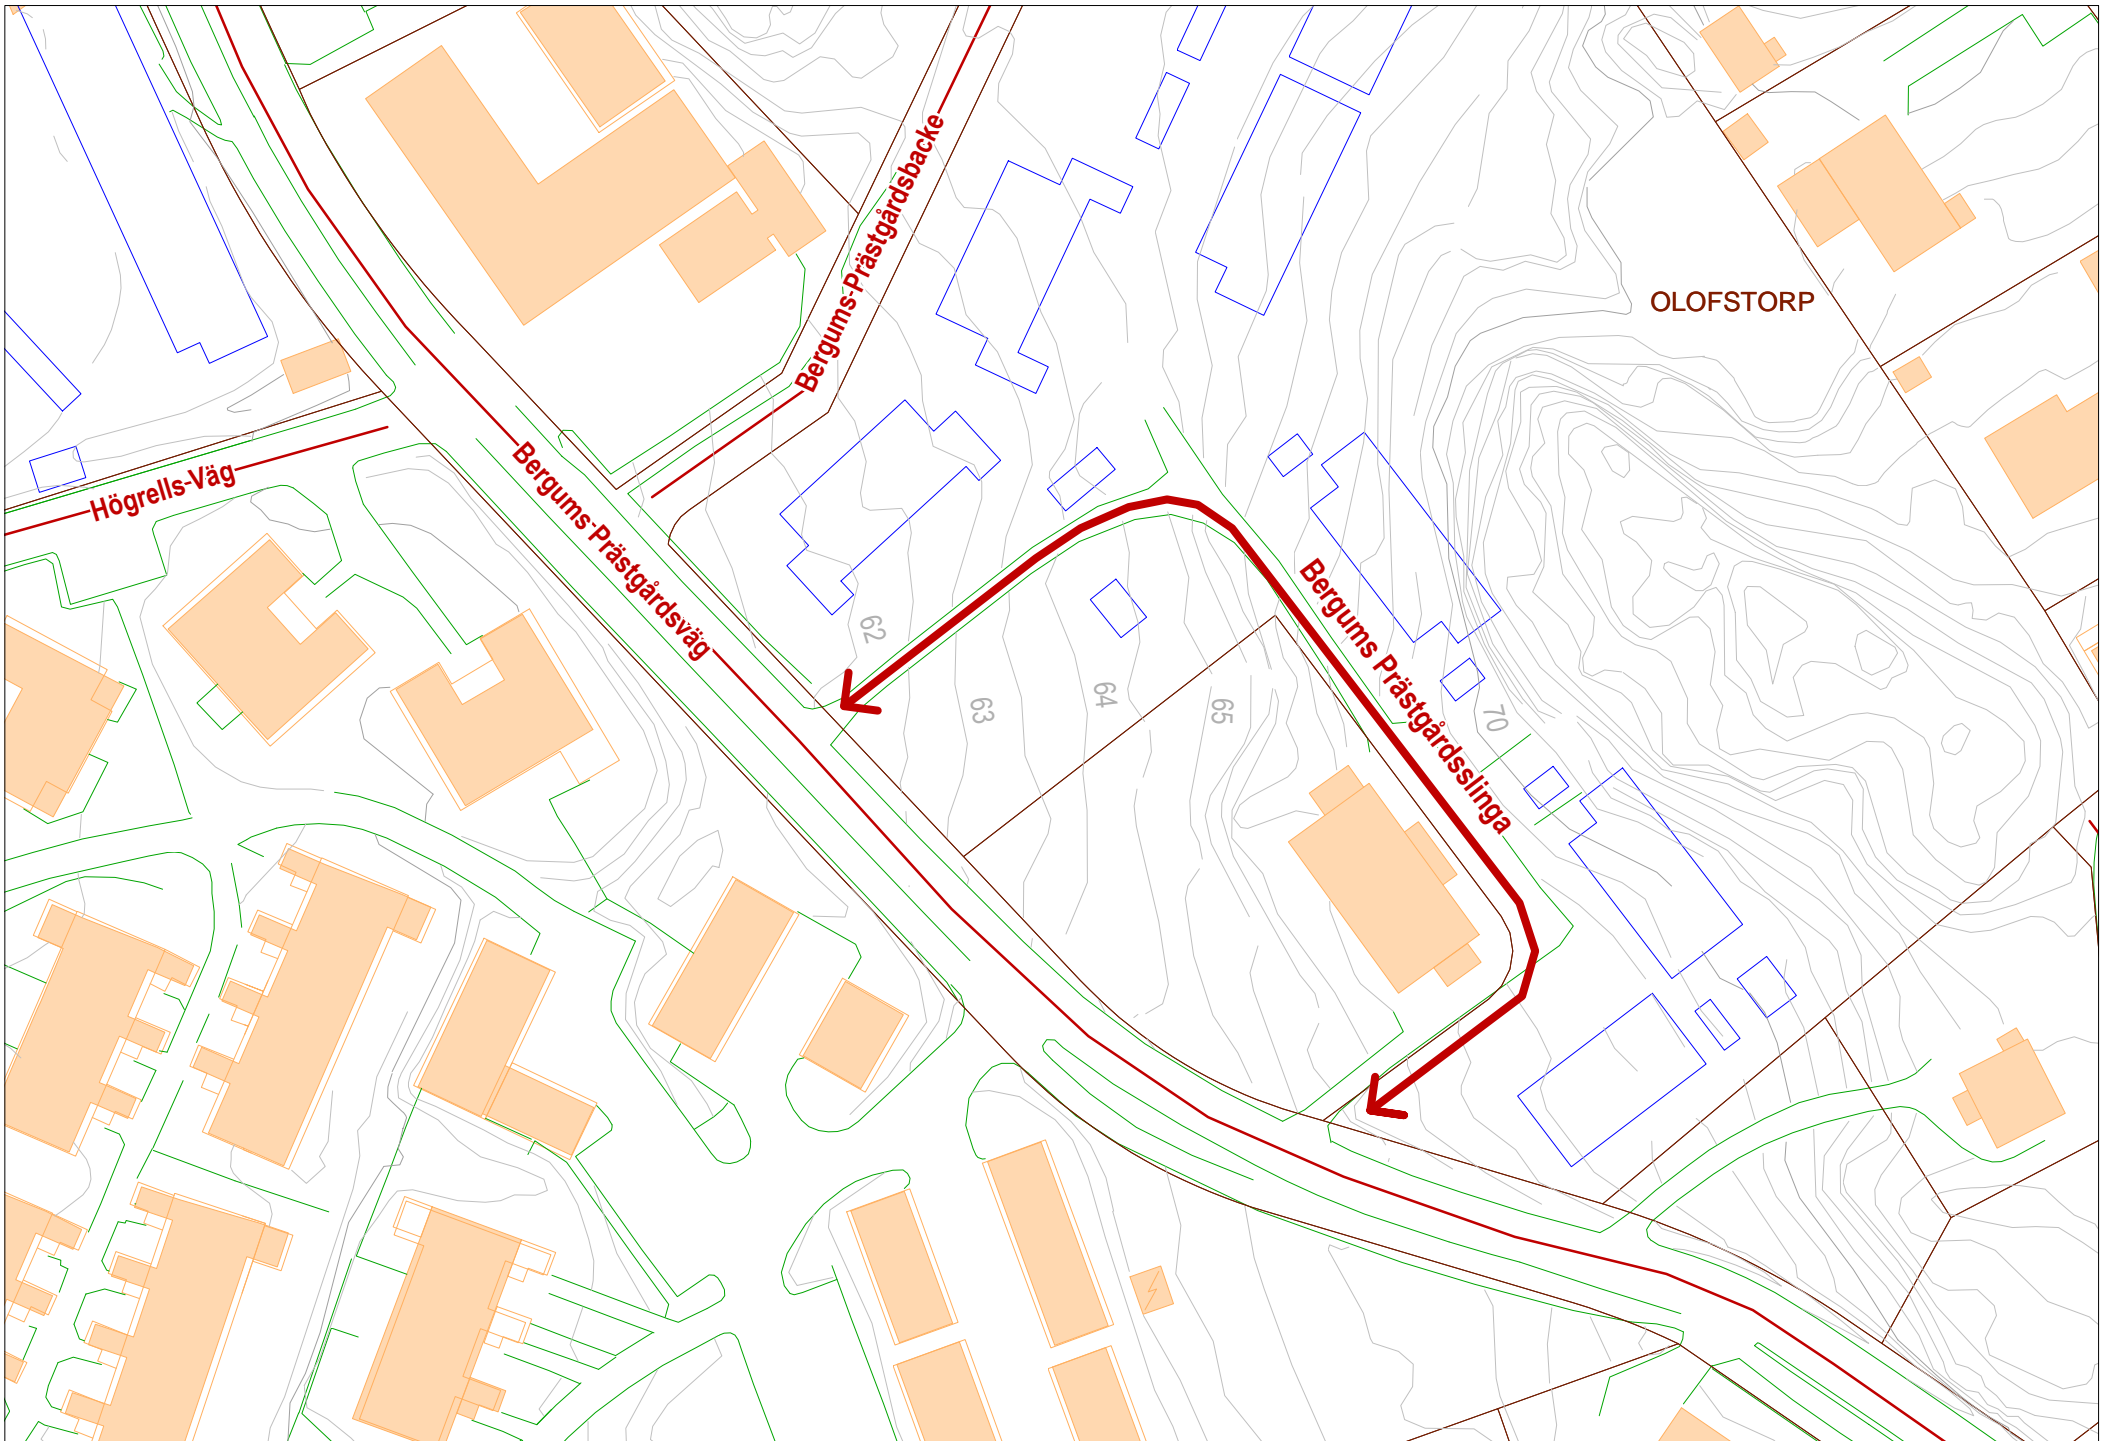 Bergums-Prästgårdsbacke
OLOFSTORP
Högrells-Väg
Bergums-Prästgårdsväg
Bergums Prästgårdsslinga
62
63
64
65
70